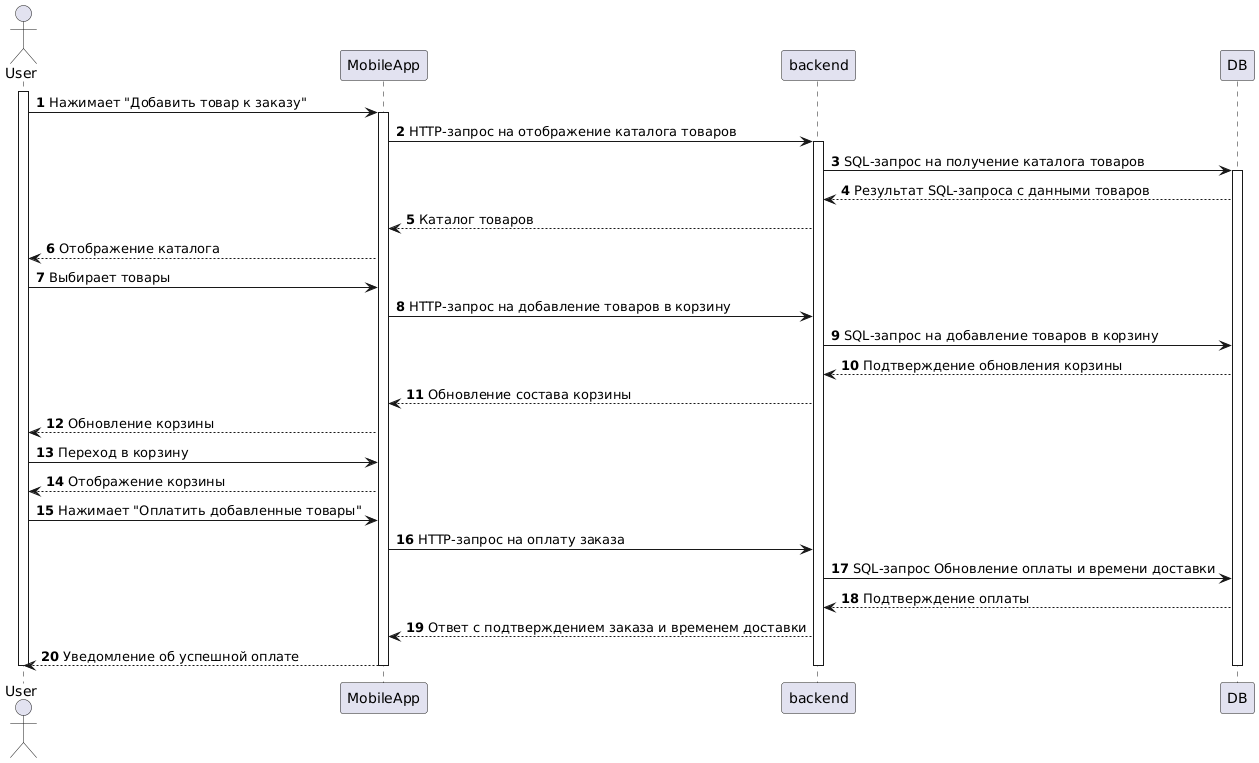 User
MobileApp
backend
DB
1 Нажимает "Добавить товар к заказу"
2 HTTP-запрос на отображение каталога товаров
3 SQL-запрос на получение каталога товаров
4 Результат SQL-запроса с данными товаров
5 Каталог товаров
6 Отображение каталога
7 Выбирает товары
8 HTTP-запрос на добавление товаров в корзину
9 SQL-запрос на добавление товаров в корзину
10 Подтверждение обновления корзины
11 Обновление состава корзины
12 Обновление корзины
13 Переход в корзину
14 Отображение корзины
15 Нажимает "Оплатить добавленные товары"
16 HTTP-запрос на оплату заказа
17 SQL-запрос Обновление оплаты и времени доставки
18 Подтверждение оплаты
19 Ответ с подтверждением заказа и временем доставки
20 Уведомление об успешной оплате
User
MobileApp
backend
DB